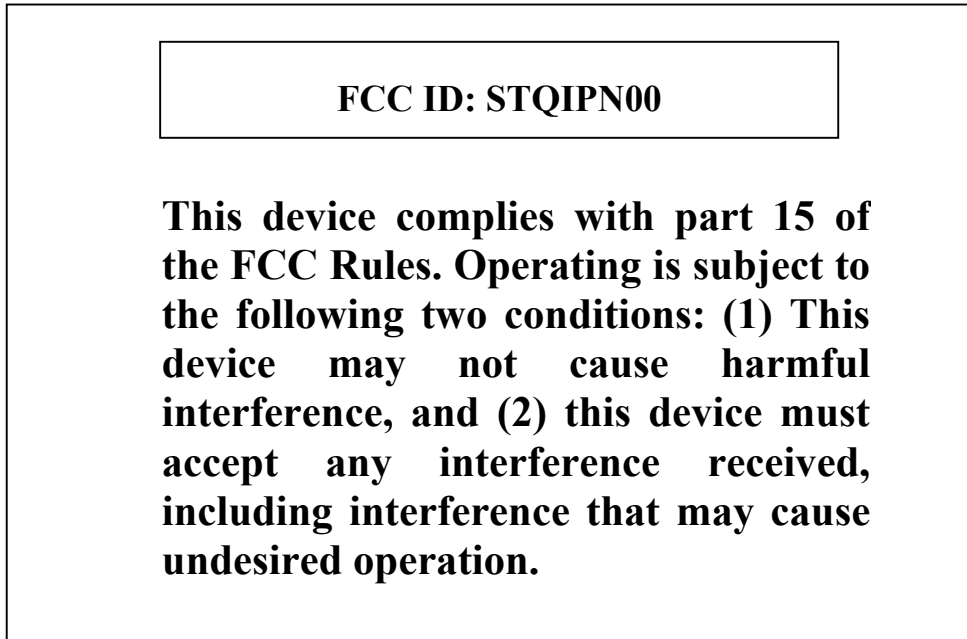 FCC ID: STQIPN00
This device complies with part 15 of
the FCC Rules. Operating is subject to
the following two conditions: (1) This
device may not cause harmful
interference, and (2) this device must
accept any interference received,
including interference that may cause
undesired operation.